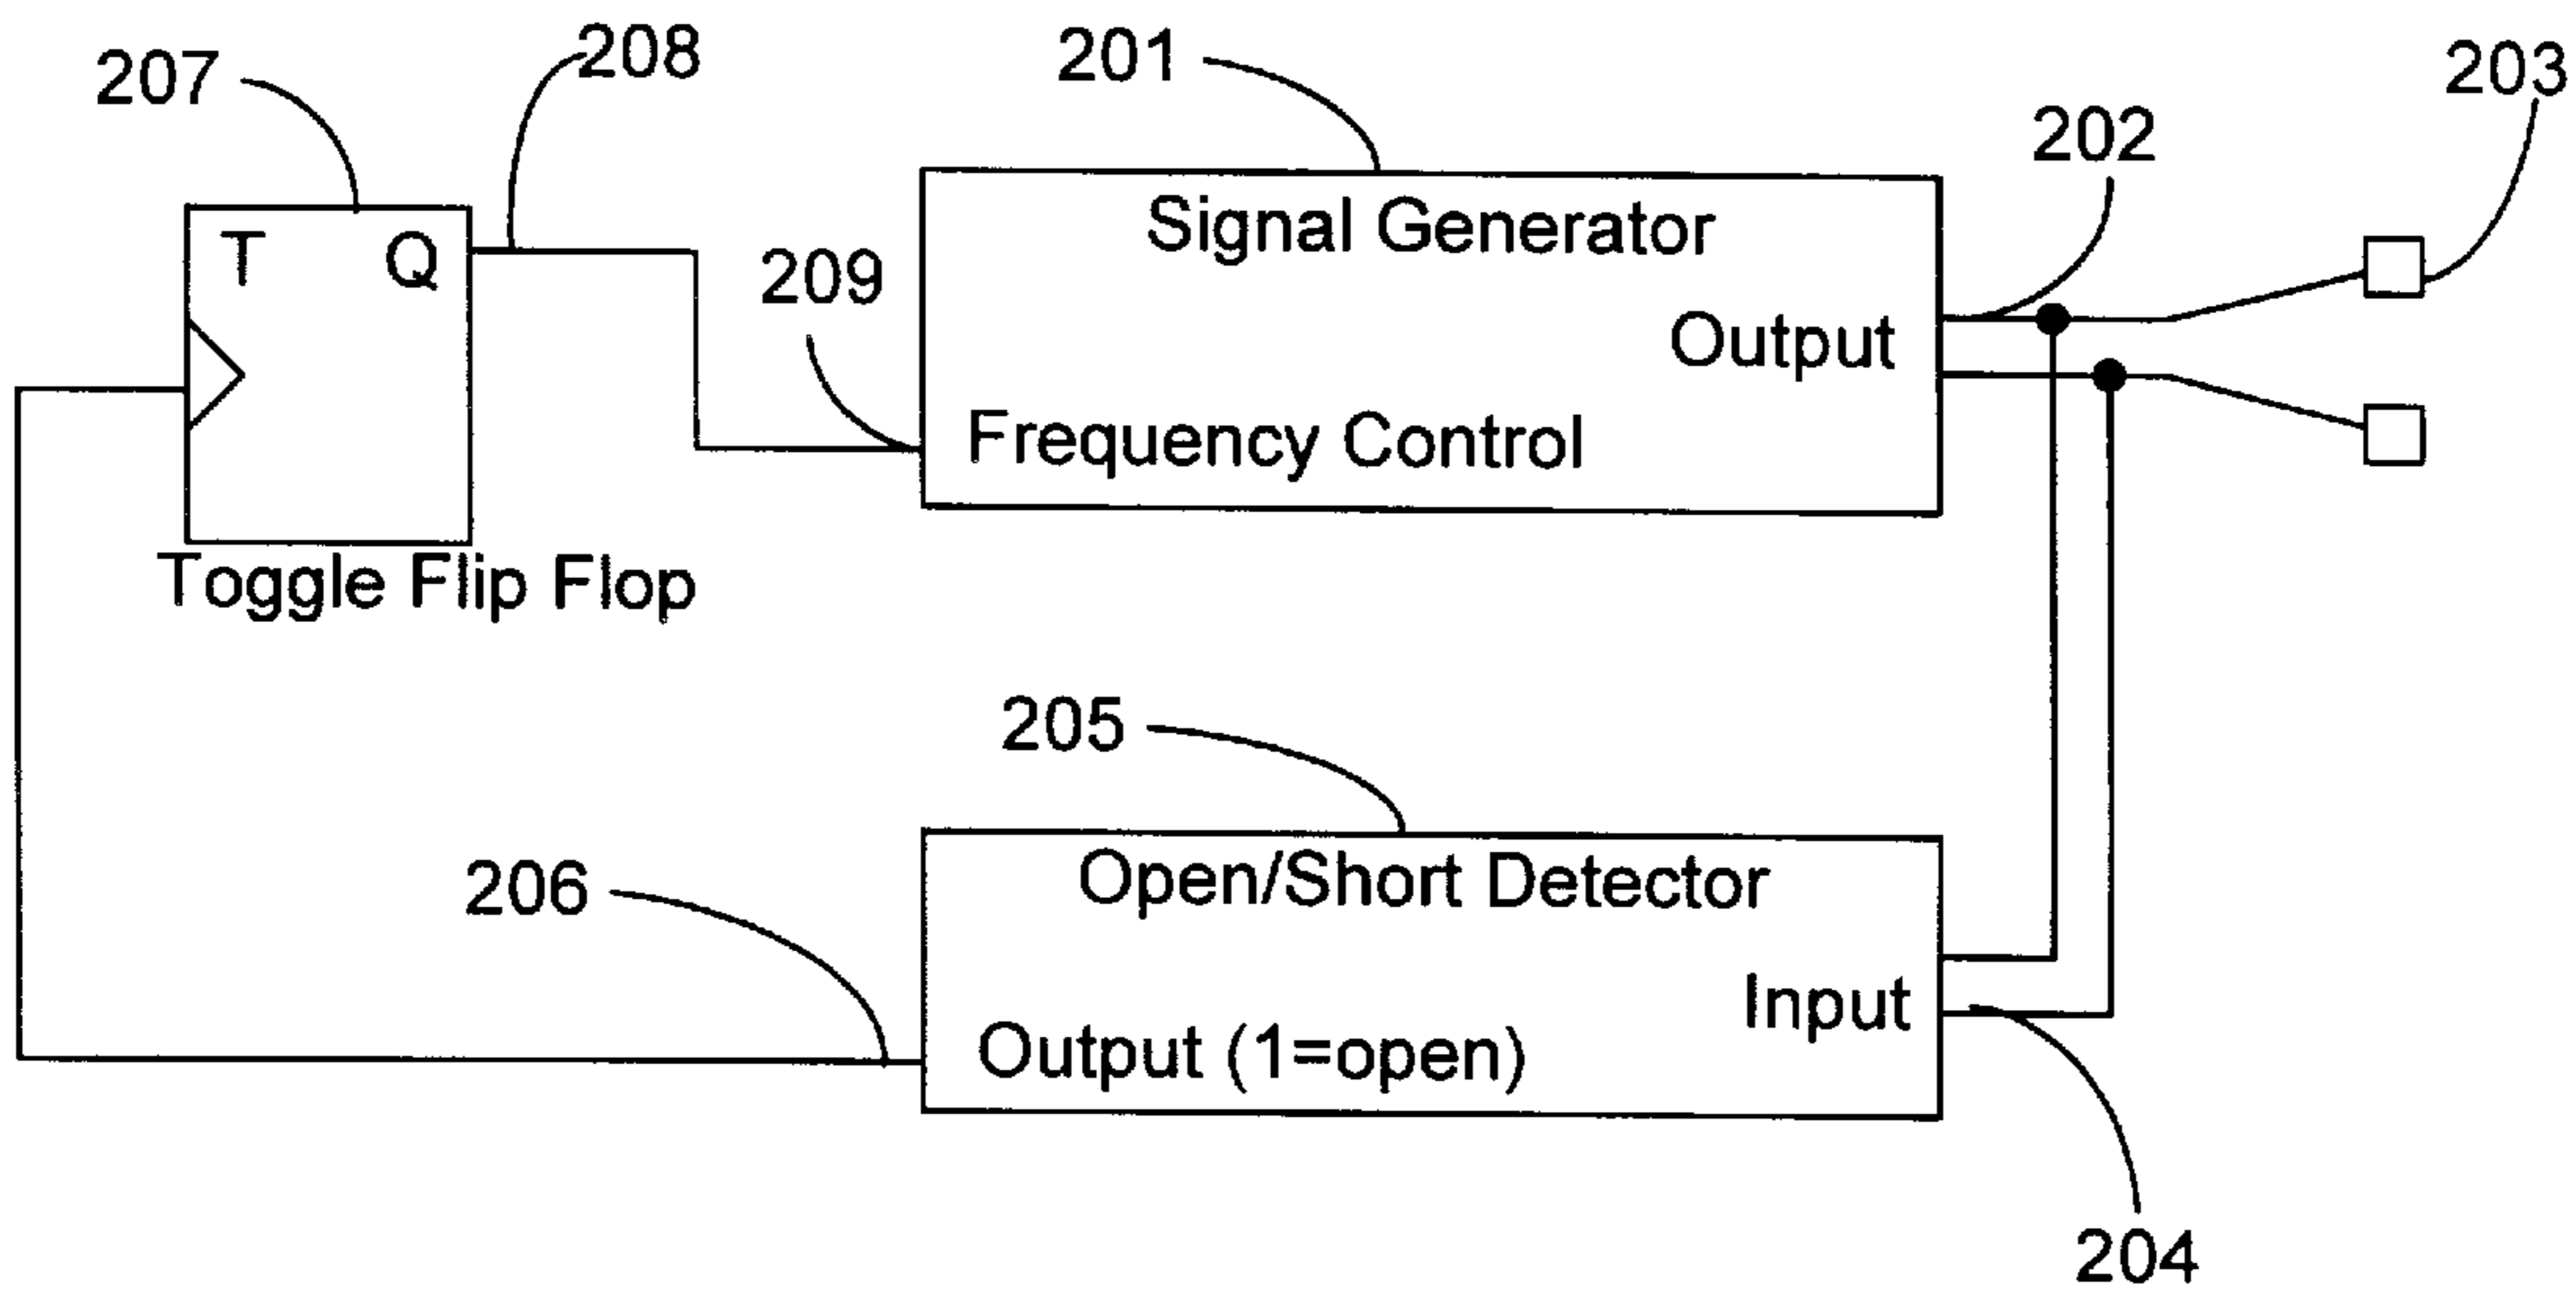 207
208
201
203
202
T Q
209
Signal Generator
Output
Frequency Control
Toggle Flip Flop
205
206
Open/Short Detector
Input
Output (1=open)
204